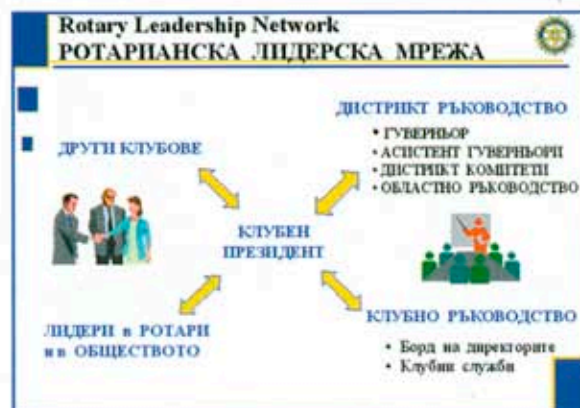 Rotary Leadership Network
РОТАРИАНСКА ЛИДЕРСКА МРЕЖА
ДРУГИ КЛУБОВЕ
ДИСТРИКТ РЪКОВОДСТВО
• ГУВЕРНЬОР
• АСИСТЕНТ ГУВЕРНЬОРИ
• ДИСТРИКТ КОМИТЕТИ
• ОБЛАСТНО РЪКОВОДСТВО
КЛУБЕН
ПРЕЗИДЕНТ
ЛИДЕРИ в РОТАРИ
и в ОБЩЕСТВОТО
КЛУБНО РЪКОВОДСТВО
• Борд на директорите
• Клубни служби